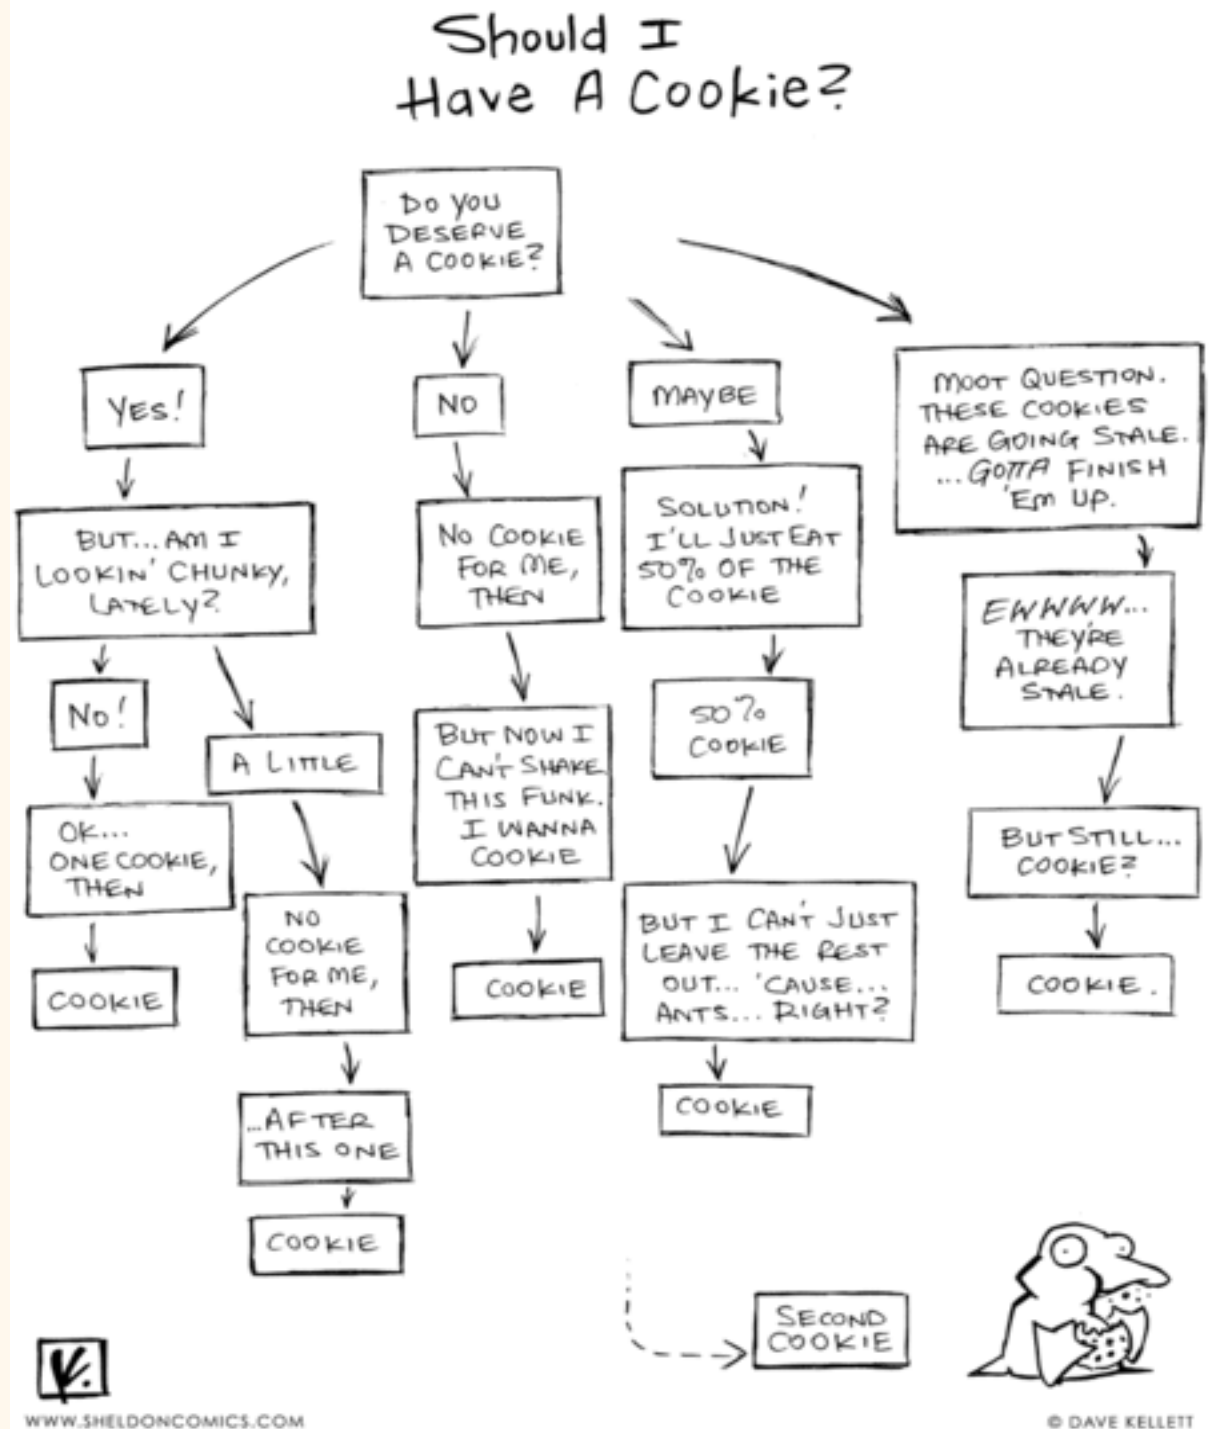 Should I
Have A Cookie?
DO YOU
DESERVE
A COOKIE?
YES!
NO
MAYBE
MOOT QUESTION.
THESE COOKIES
ARE GOING STALE.
...GOTTA FINISH
'EM UP.
BUT... AM I
LOOKIN' CHUNKY,
LATELY?
NO COOKIE
FOR ME,
THEN
SOLUTION!
I'LL JUST EAT
50% OF THE
COOKIE
EWWWW...
THEY'RE
ALREADY
STALE.
NO!
A LITTLE
BUT NOW I
CAN'T SHAKE
THIS FUNK.
I WANNA
COOKIE
50%
COOKIE
OK...
ONE COOKIE,
THEN
NO
COOKIE
FOR ME,
THEN
BUT I CAN'T JUST
LEAVE THE REST
OUT... 'CAUSE...
ANTS... RIGHT?
BUT STILL...
COOKIE?
COOKIE
COOKIE
COOKIE.
...AFTER
THIS ONE
COOKIE
COOKIE
SECOND
COOKIE
WWW.SHELDONCOMICS.COM
© DAVE KELLETT